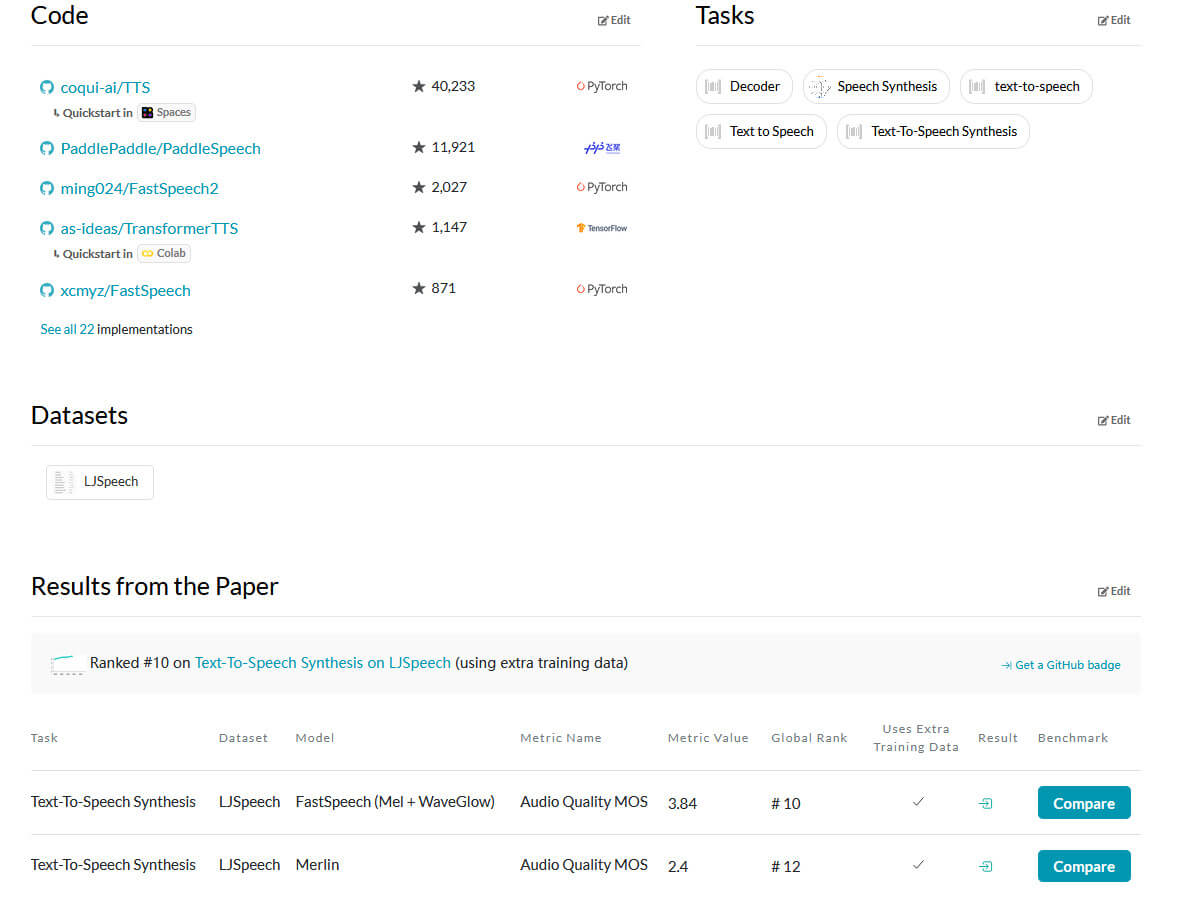 Code
Edit
coqui-ai/TTS
40,233
PyTorch
Quickstart in Spaces
PaddlePaddle/PaddleSpeech
11,921
飞桨
ming024/FastSpeech2
2,027
PyTorch
as-ideas/TransformerTTS
1,147
TensorFlow
Quickstart in Colab
xcmyz/FastSpeech
871
PyTorch
See all 22 implementations
Tasks
Edit
Decoder
Speech Synthesis
text-to-speech
Text to Speech
Text-To-Speech Synthesis
Datasets
Edit
LJSpeech
Results from the Paper
Edit
Ranked #10 on Text-To-Speech Synthesis on LJSpeech (using extra training data)
Get a GitHub badge
Task Dataset Model Metric Name Metric Value Global Rank Uses Extra Training Data Result Benchmark
Text-To-Speech Synthesis LJSpeech FastSpeech (Mel + WaveGlow) Audio Quality MOS 3.84 # 10 Compare
Text-To-Speech Synthesis LJSpeech Merlin Audio Quality MOS 2.4 # 12 Compare